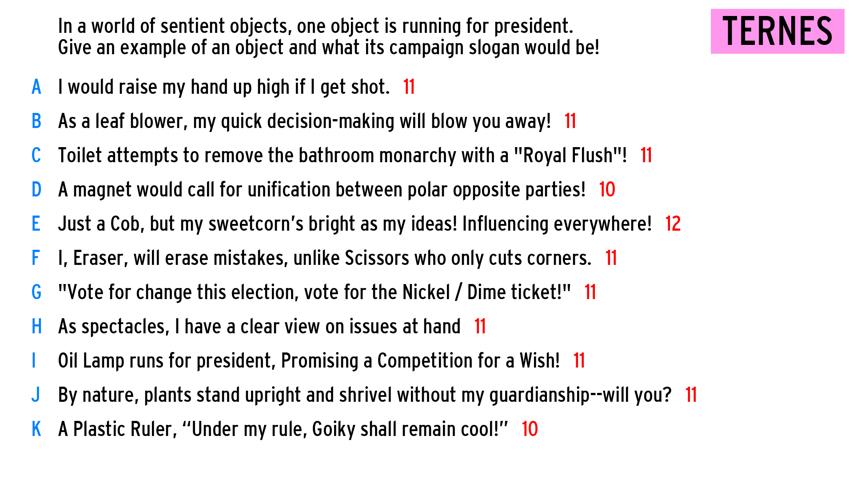 In a world of sentient objects, one object is running for president.
Give an example of an object and what its campaign slogan would be!
TERNES
A I would raise my hand up high if I get shot. 11
B As a leaf blower, my quick decision-making will blow you away! 11
C Toilet attempts to remove the bathroom monarchy with a "Royal Flush"! 11
D A magnet would call for unification between polar opposite parties! 10
E Just a Cob, but my sweetcorn’s bright as my ideas! Influencing everywhere! 12
F I, Eraser, will erase mistakes, unlike Scissors who only cuts corners. 11
G "Vote for change this election, vote for the Nickel / Dime ticket!" 11
H As spectacles, I have a clear view on issues at hand 11
I Oil Lamp runs for president, Promising a Competition for a Wish! 11
J By nature, plants stand upright and shrivel without my guardianship--will you? 11
K A Plastic Ruler, “Under my rule, Goiky shall remain cool!” 10